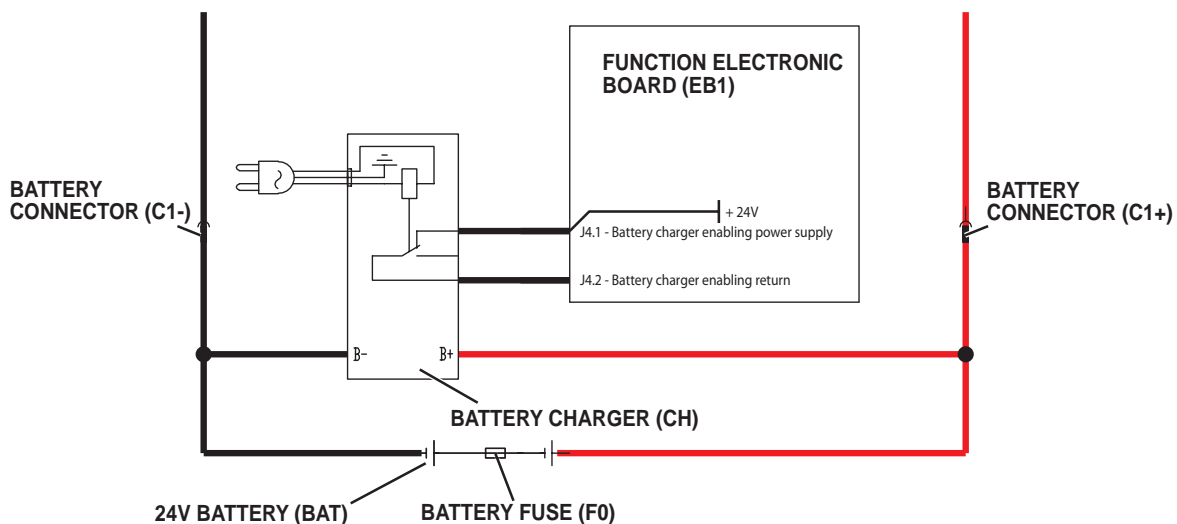 FUNCTION ELECTRONIC
BOARD (EB1)
BATTERY
CONNECTOR (C1-)
BATTERY
CONNECTOR (C1+)
+ 24V
J4.1 - Battery charger enabling power supply
J4.2 - Battery charger enabling return
B-
B+
BATTERY CHARGER (CH)
24V BATTERY (BAT)
BATTERY FUSE (F0)